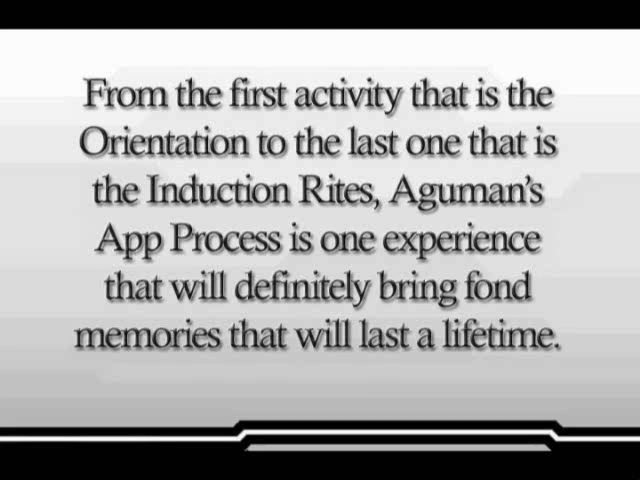 From the first activity that is the
Orientation to the last one that is
the Induction Rites, Aguman's
App Process is one experience
that will definitely bring fond
memories that will last a lifetime.